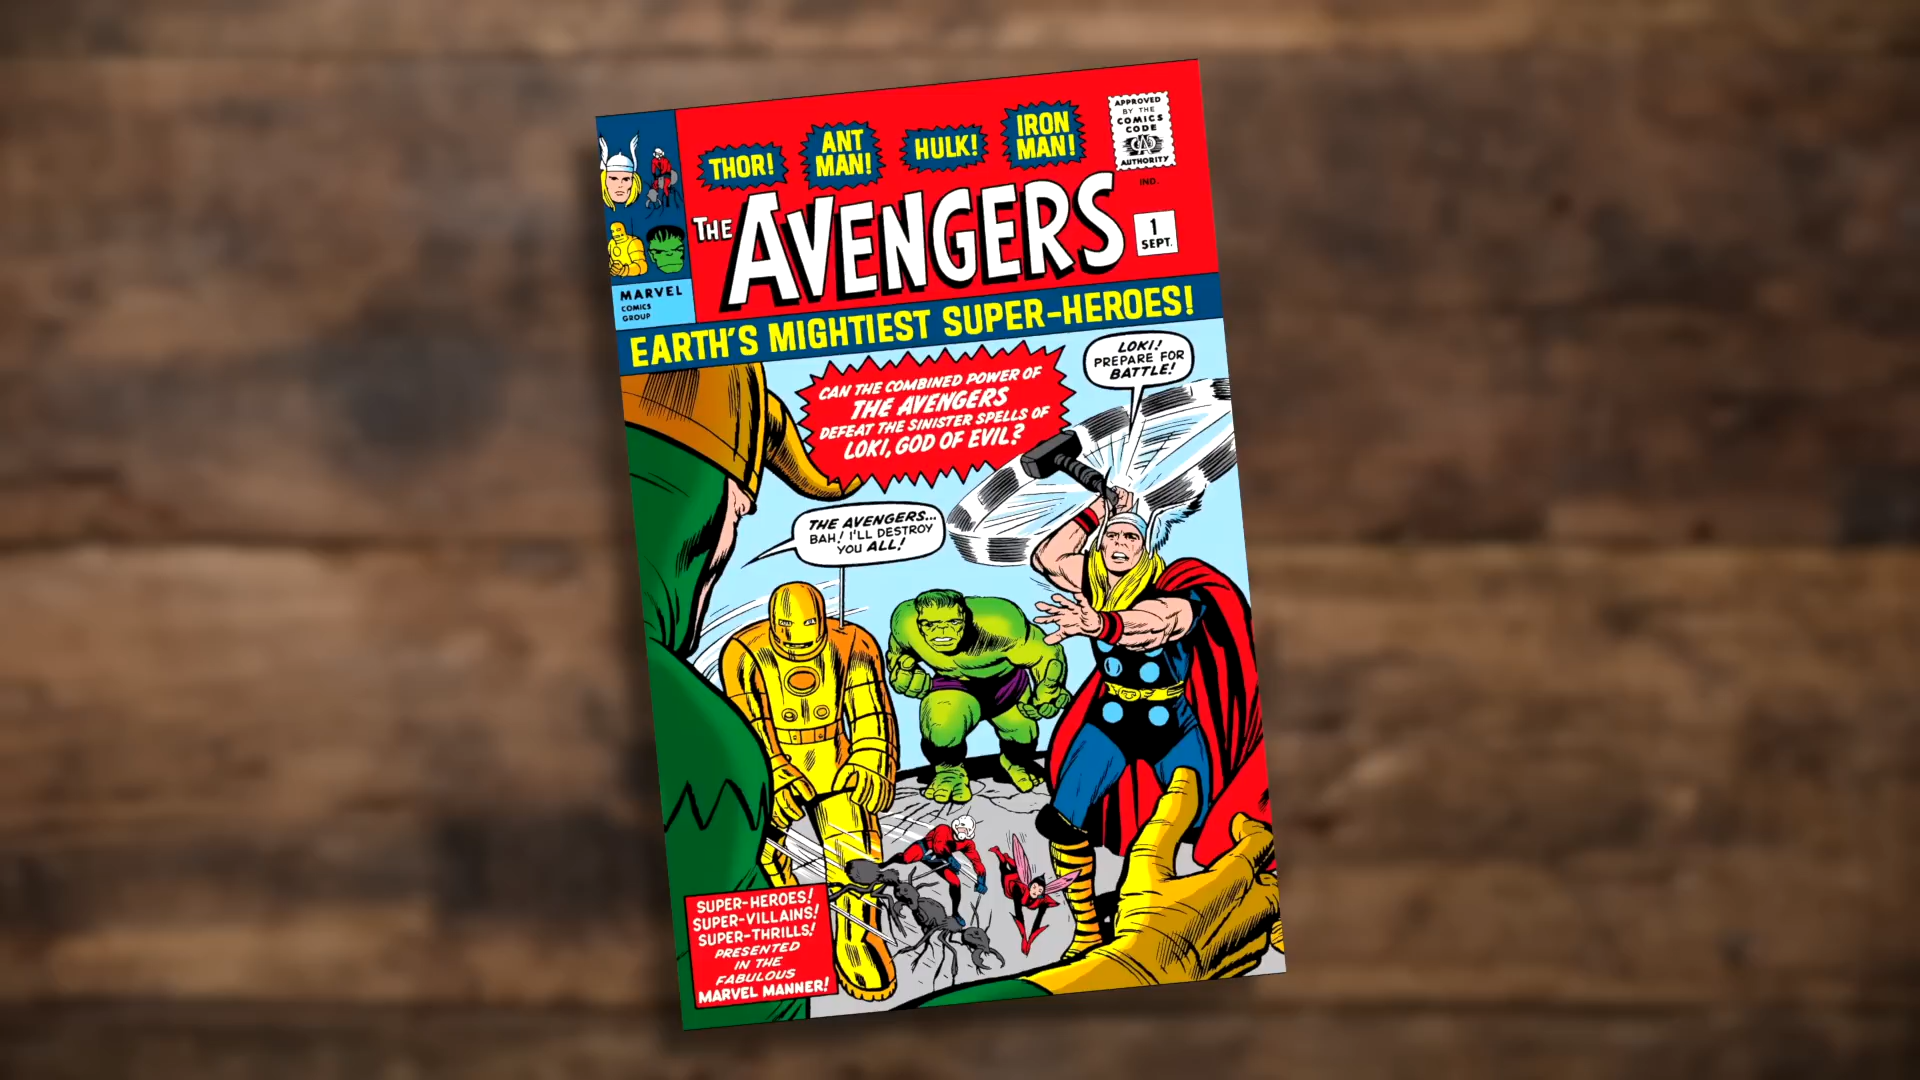 THOR!
ANT
MAN!
HULK!
IRON
MAN!
APPROVED
BY THE
COMICS
CODE
CA
AUTHORITY
IND.
THE AVENGERS
1
SEPT.
MARVEL
COMICS
GROUP
EARTH'S MIGHTIEST SUPER-HEROES!
CAN THE COMBINED POWER OF
THE AVENGERS
DEFEAT THE SINISTER SPELLS OF
LOKI, GOD OF EVIL?
LOKI!
PREPARE FOR
BATTLE!
THE AVENGERS...
BAH! I'LL DESTROY
YOU ALL!
SUPER-HEROES!
SUPER-VILLAINS!
SUPER-THRILLS!
PRESENTED
IN THE
FABULOUS
MARVEL MANNER!